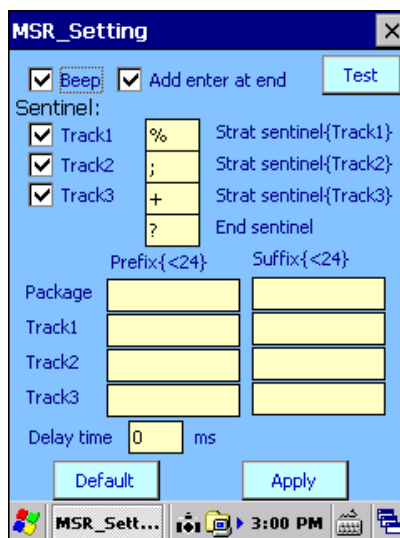 MSR_Setting
Beep Add enter at end Test
Sentinel:
Track1 % Strat sentinel{Track1}
Track2 ; Strat sentinel{Track2}
Track3 + Strat sentinel{Track3}
? End sentinel
Prefix{<24} Suffix{<24}
Package
Track1
Track2
Track3
Delay time 0 ms
Default Apply
MSR_Sett... 3:00 PM